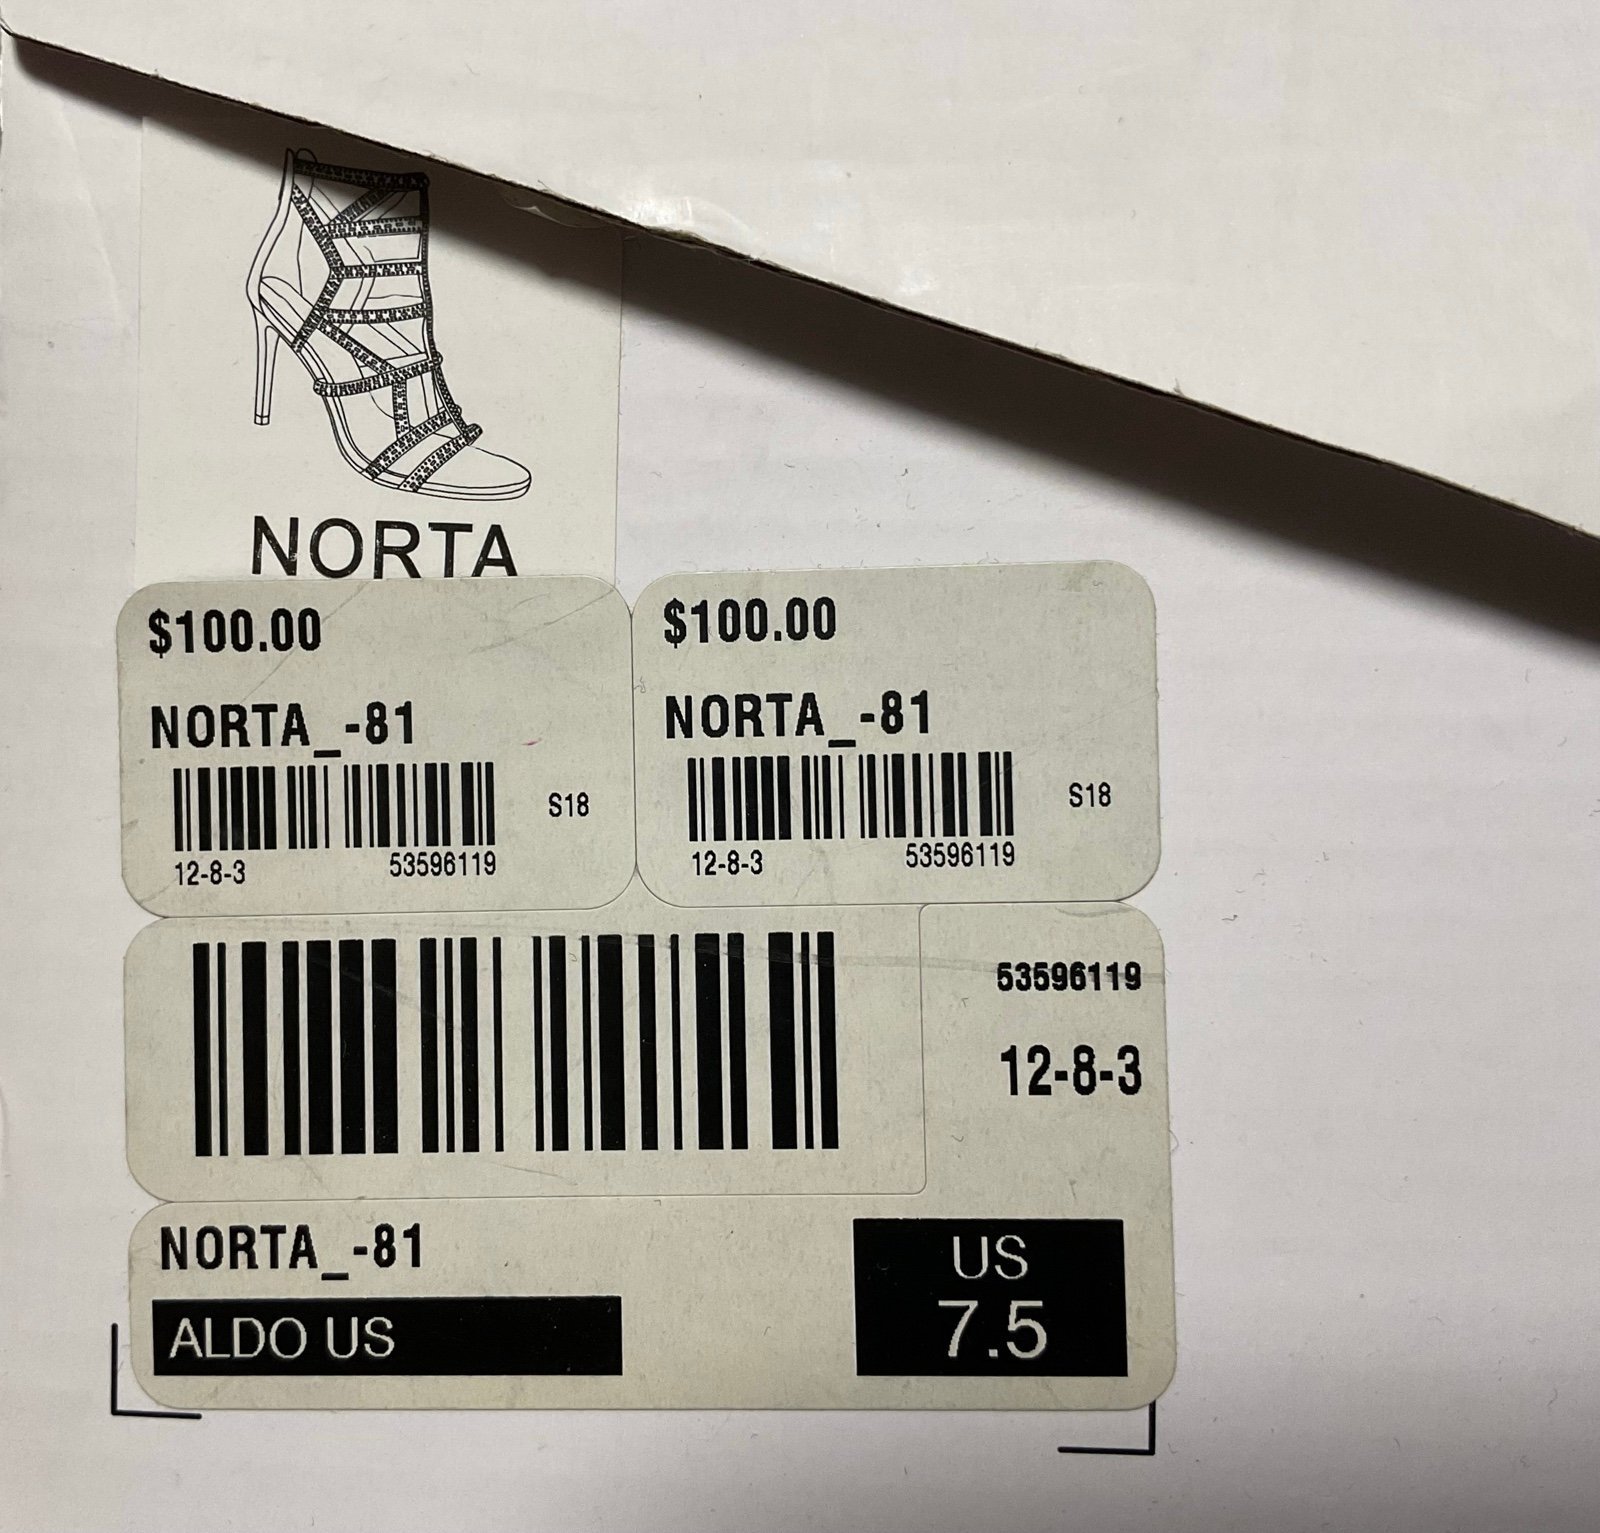 NORTA
$100.00
NORTA_-81
S18
12-8-3 53596119
$100.00
NORTA_-81
S18
12-8-3 53596119
53596119
12-8-3
NORTA_-81
ALDO US
US
7.5